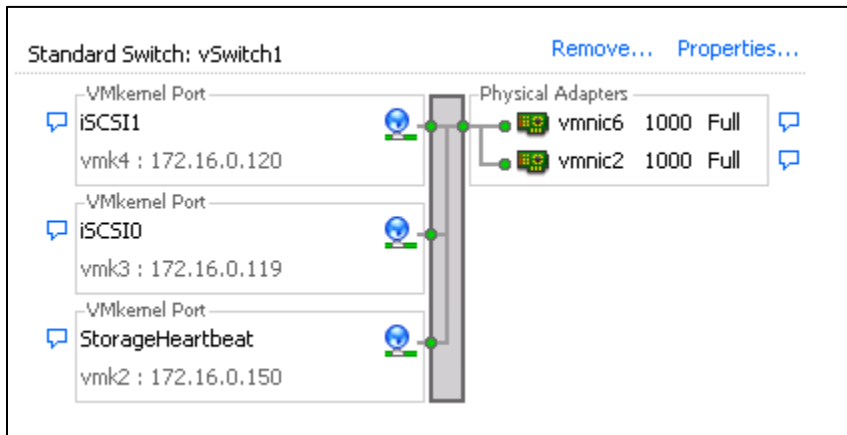 Standard Switch: vSwitch1 Remove... Properties...
VMkernel Port
iSCSI1
vmk4 : 172.16.0.120
Physical Adapters
vmnic6 1000 Full
vmnic2 1000 Full
VMkernel Port
iSCSI0
vmk3 : 172.16.0.119
VMkernel Port
StorageHeartbeat
vmk2 : 172.16.0.150